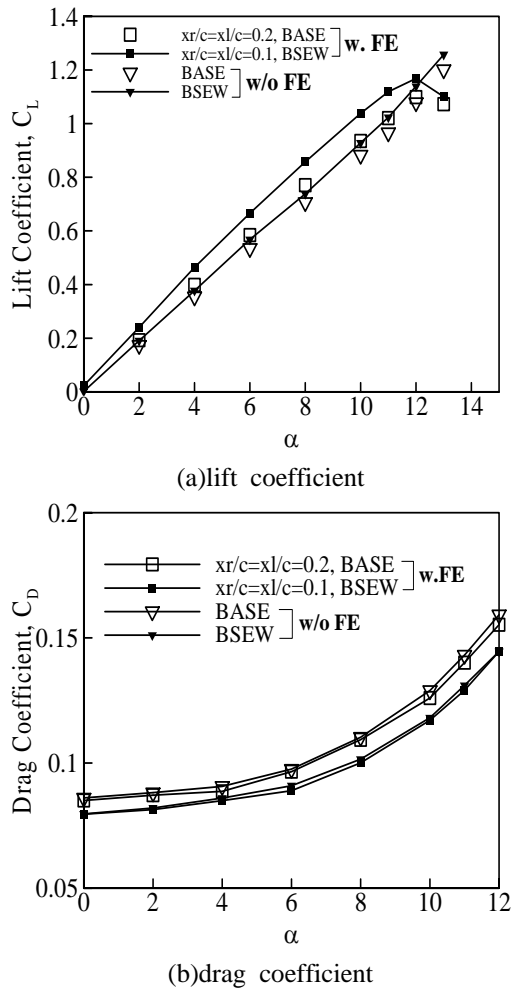 xr/c=xl/c=0.2, BASE
xr/c=xl/c=0.1, BSEW
w. FE
BASE
BSEW
w/o FE
Lift Coefficient, C_L
1.4
1.2
1
0.8
0.6
0.4
0.2
0
0 2 4 6 8 10 12 14
α
(a)lift coefficient
xr/c=xl/c=0.2, BASE
xr/c=xl/c=0.1, BSEW
w.FE
BASE
BSEW
w/o FE
Drag Coefficient, C_D
0.2
0.15
0.1
0.05
0 2 4 6 8 10 12
α
(b)drag coefficient